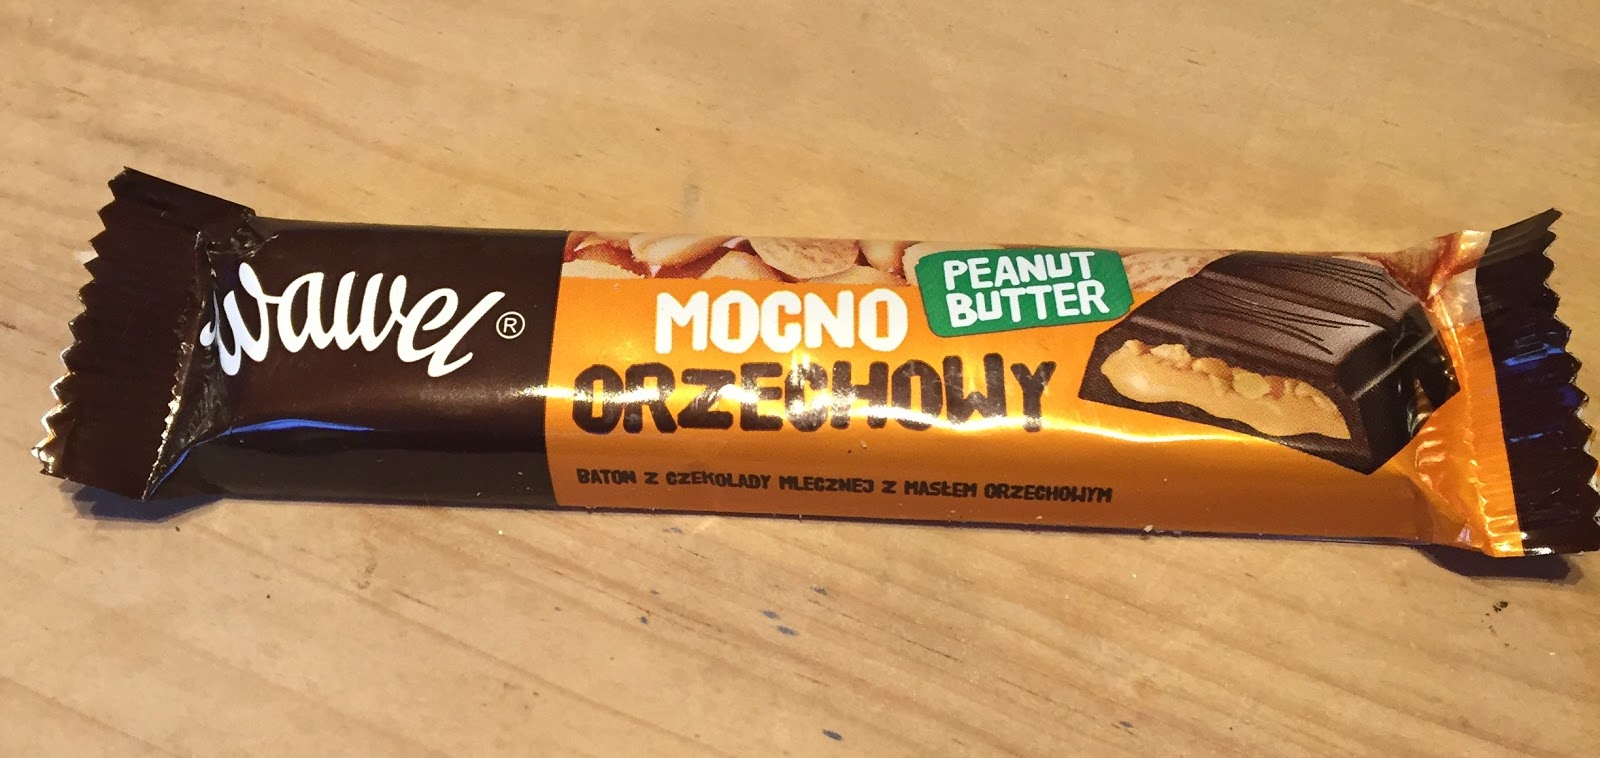 wawel®
MOCNO
ORZECHOWY
PEANUT
BUTTER
BATON Z CZEKOLADY MLECZNEJ Z MASŁEM ORZECHOWYM